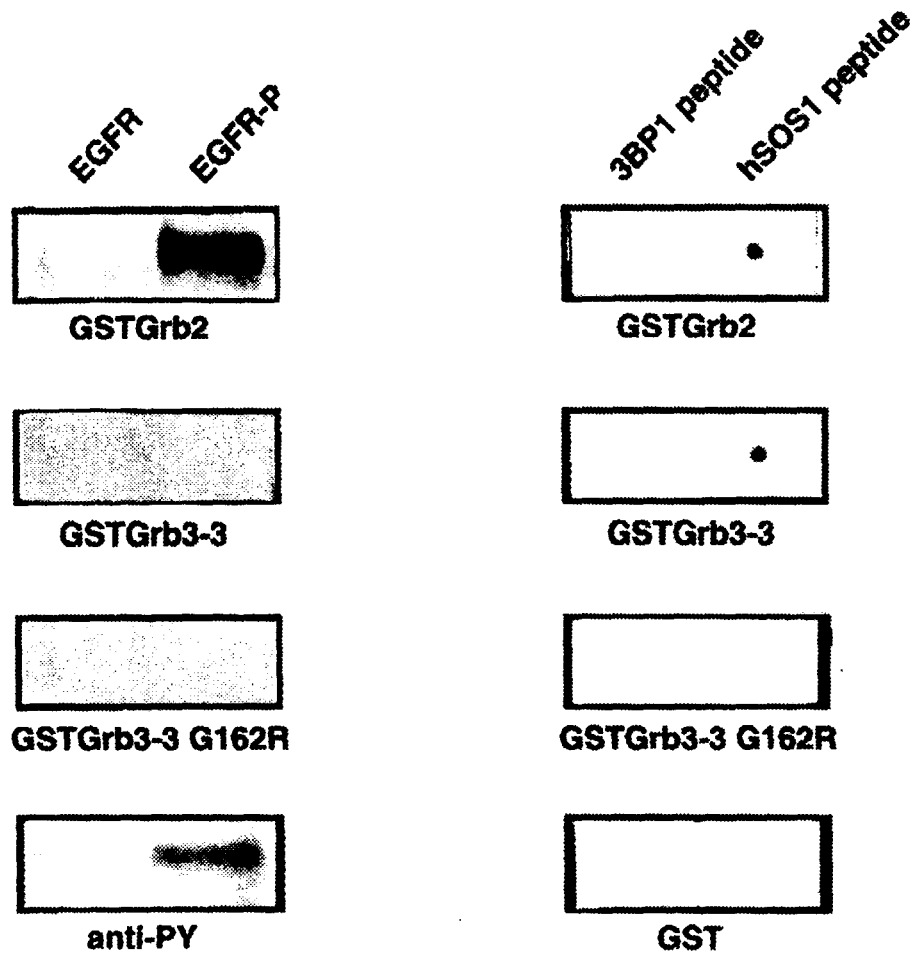 EGFR EGFR-P 3BP1 peptide hSOS1 peptide
GSTGrb2 GSTGrb2
GSTGrb3-3 GSTGrb3-3
GSTGrb3-3 G162R GSTGrb3-3 G162R
anti-PY GST